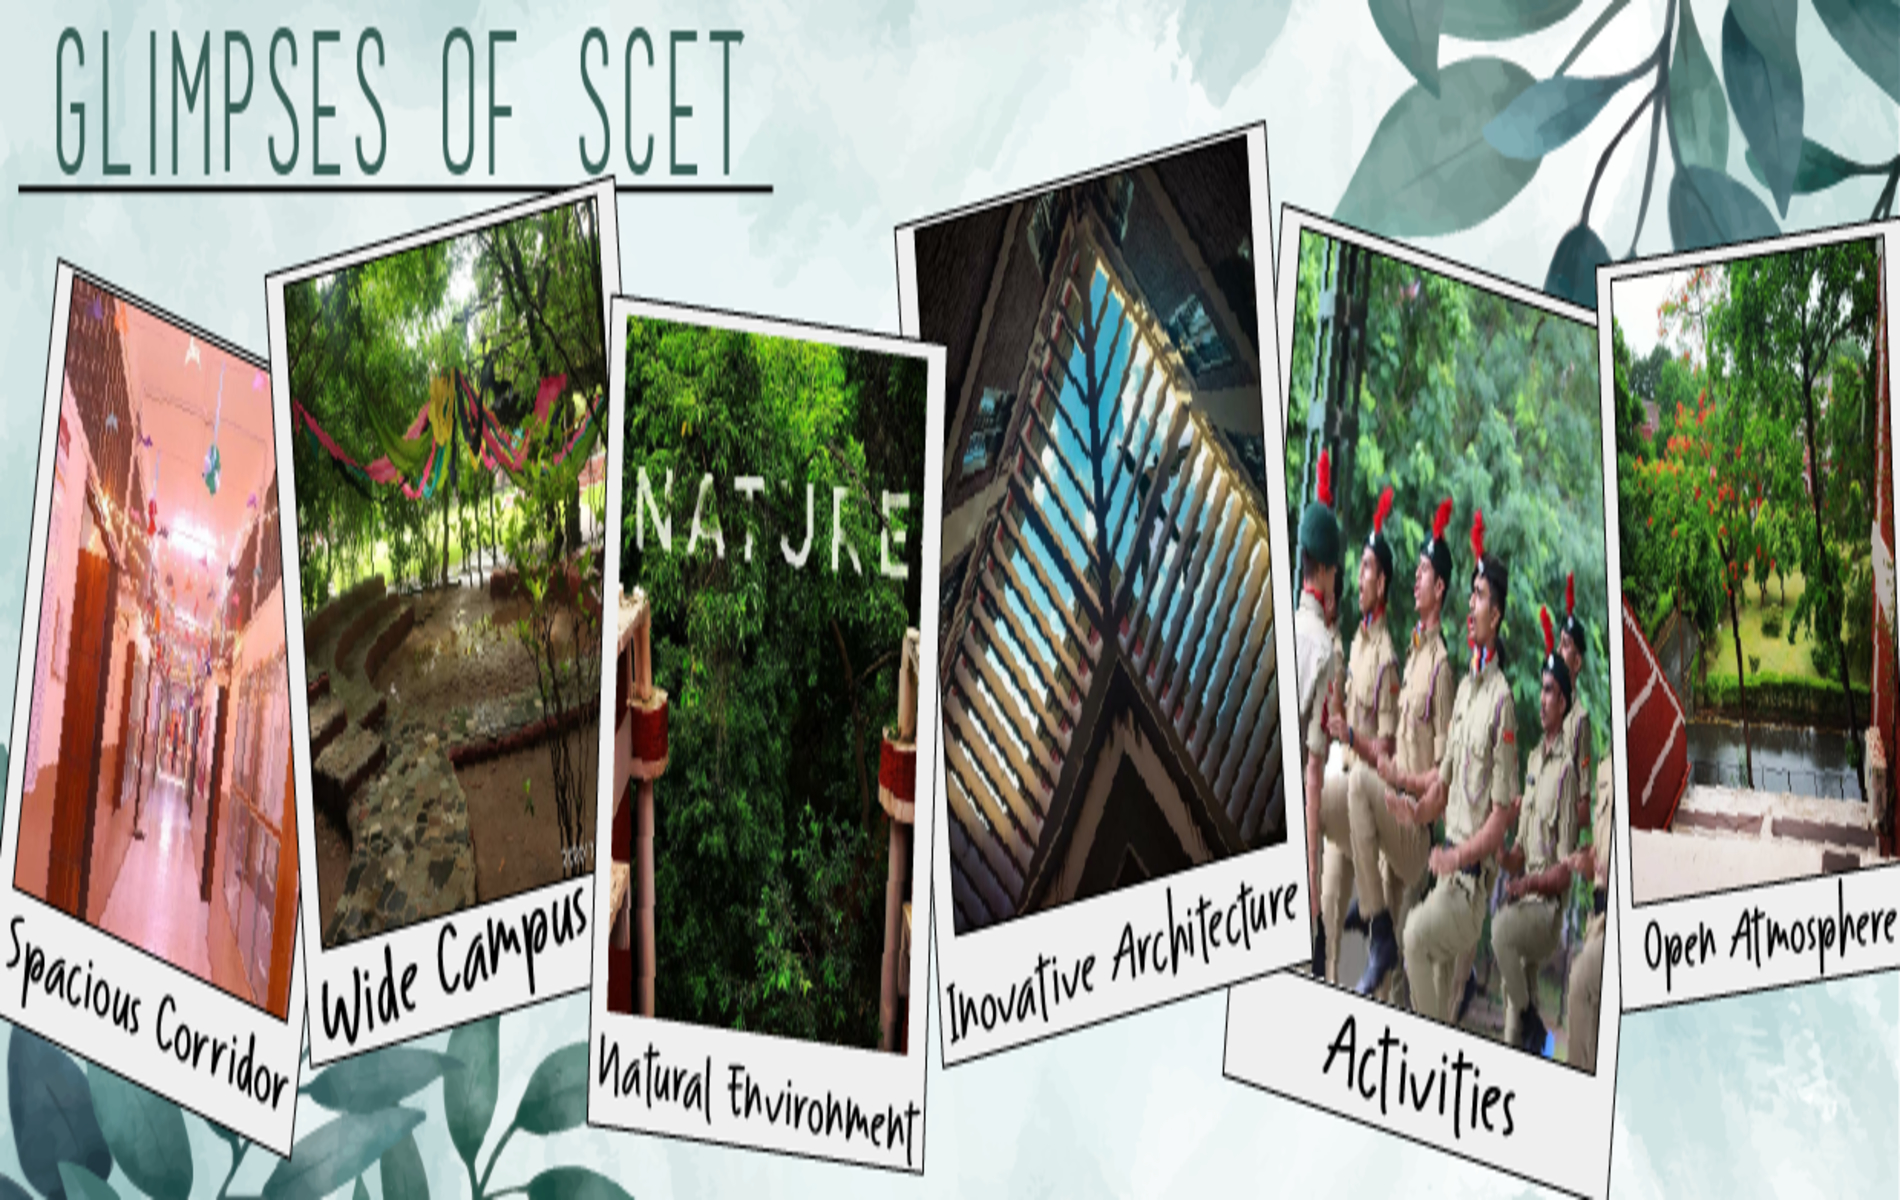 GLIMPSES OF SCET
Spacious Corridor
Wide Campus
NATURE
Natural Environment
Inovative Architecture
Activities
Open Atmosphere